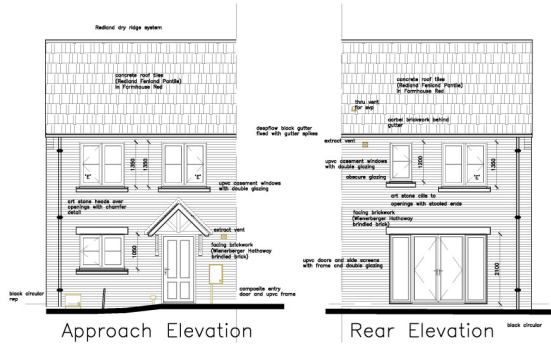 Redland dry ridge system
concrete roof tiles
(Redland Fenland Pantile)
in Farmhouse Red
concrete roof tiles
(Redland Fenland Pantile)
in Farmhouse Red
thru vent
for svp
corbel brickwork behind
gutter
deepflow black gutter
fixed with gutter spikes
extract vent
1350
1350
1200
1350
'E'
'E'
'E'
upvc casement windows
with double glazing
obscure glazing
upvc casement windows
with double glazing
art stone heads over
openings with chamfer
detail
art stone cills to
openings with stooled ends
facing brickwork
(Wienerberger Hathaway
brindled brick)
extract vent
facing brickwork
(Wienerberger Hathaway
brindled brick)
1050
upvc doors and side screens
with frame and double glazing
2100
black circular
rwp
composite entry
door and upvc frame
black circular
Approach Elevation
Rear Elevation